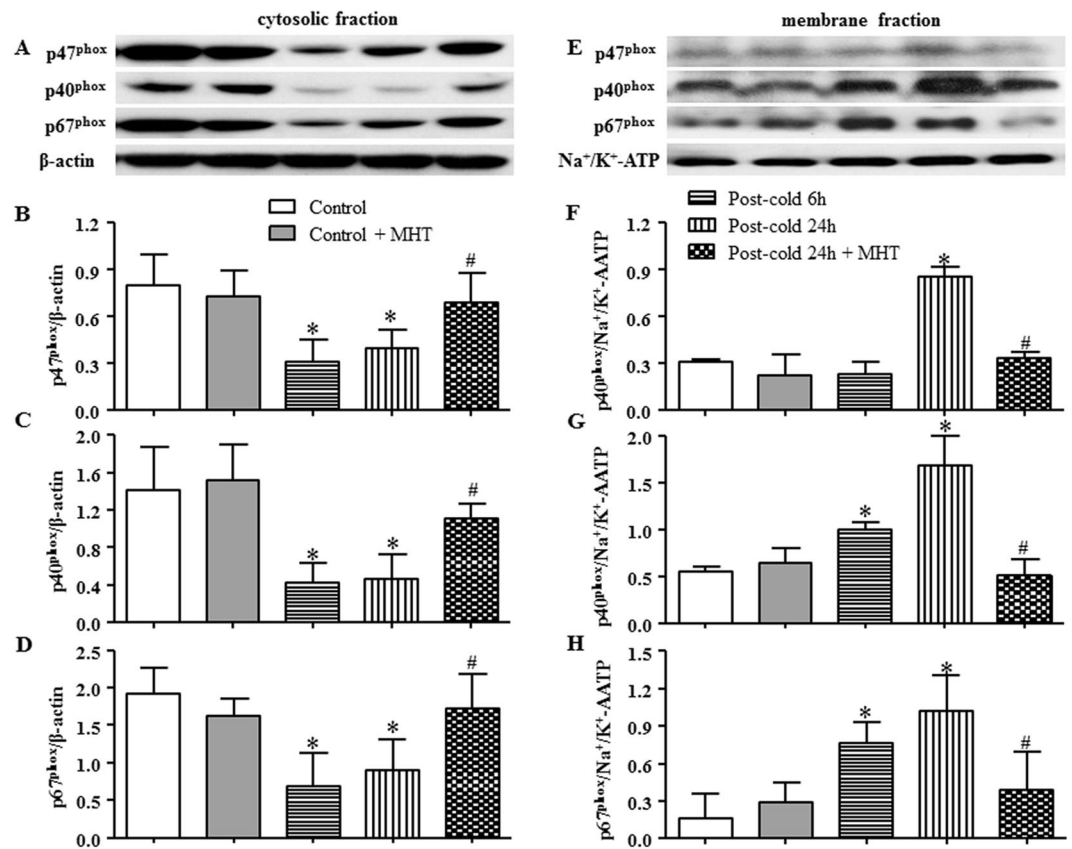 cytosolic fraction
A
p47phox
p40phox
p67phox
β-actin
membrane fraction
E
p47phox
p40phox
p67phox
Na+/K+-ATP
B
Control
Control + MHT
p47phox/β-actin
1.2
0.9
0.6
0.3
0.0
*
*
#
C
p40phox/β-actin
2.0
1.6
1.2
0.8
0.4
0.0
*
*
#
D
p67phox/β-actin
2.5
2.0
1.5
1.0
0.5
0.0
*
*
#
F
Post-cold 6h
Post-cold 24h
Post-cold 24h + MHT
p40phox/Na+/K+-AATP
1.2
0.9
0.6
0.3
0.0
*
#
G
p40phox/Na+/K+-AATP
2.0
1.5
1.0
0.5
0.0
*
*
#
H
p67phox/Na+/K+-AATP
1.5
1.2
0.9
0.6
0.3
0.0
*
*
#